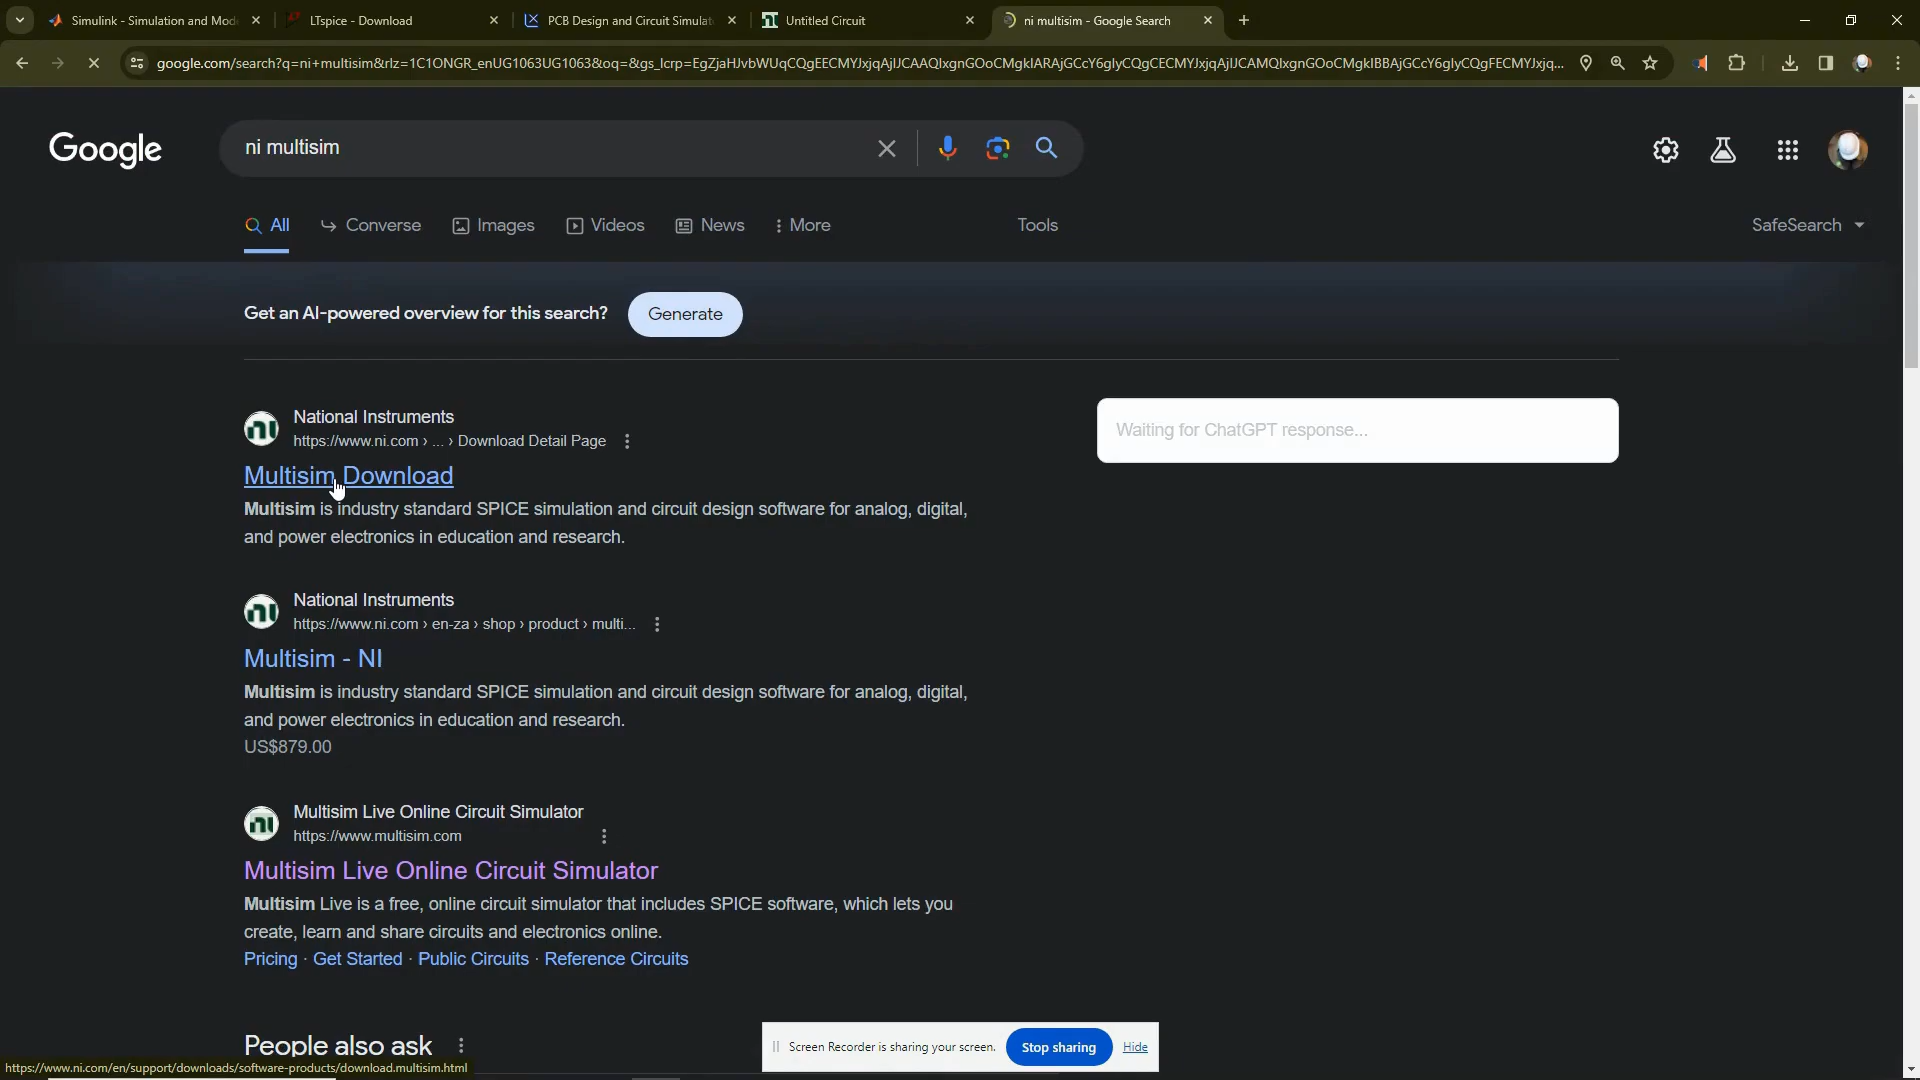 Simulink - Simulation and Mode
LTspice - Download
PCB Design and Circuit Simulat
Untitled Circuit
ni multisim - Google Search
google.com/search?q=ni+multisim&rlz=1C1ONGR_enUG1063UG1063&oq=&gs_lcrp=EgZjaHJvbWUqCQgEECMYJxjqAjIJCAAQIxgnGOoCMgkIARAjGCcY6gIyCQgCECMYJxjqAjIJCAMQIxgnGOoCMgkIBBAjGCcY6gIyCQgFECMYJxjq...
Google
ni multisim
All
Converse
Images
Videos
News
More
Tools
SafeSearch
Get an AI-powered overview for this search?
Generate
National Instruments
https://www.ni.com › ... › Download Detail Page
Multisim Download
Multisim is industry standard SPICE simulation and circuit design software for analog, digital,
and power electronics in education and research.
Waiting for ChatGPT response...
National Instruments
https://www.ni.com › en-za › shop › product › multi...
Multisim - NI
Multisim is industry standard SPICE simulation and circuit design software for analog, digital,
and power electronics in education and research.
US$879.00
Multisim Live Online Circuit Simulator
https://www.multisim.com
Multisim Live Online Circuit Simulator
Multisim Live is a free, online circuit simulator that includes SPICE software, which lets you
create, learn and share circuits and electronics online.
Pricing · Get Started · Public Circuits · Reference Circuits
People also ask
Screen Recorder is sharing your screen.
Stop sharing
Hide
https://www.ni.com/en/support/downloads/software-products/download.multisim.html